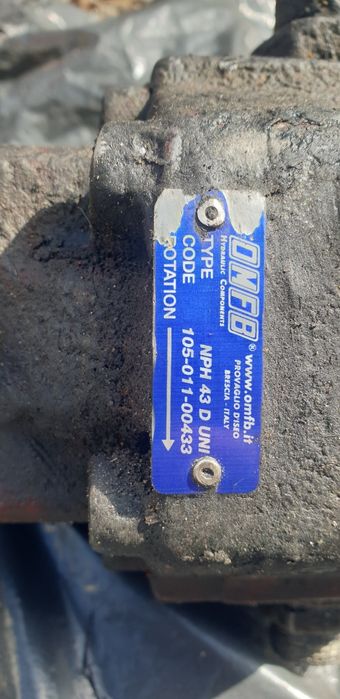 OMFB ®
HYDRAULIC COMPONENTS
www.omfb.it
PROVAGLIO D'ISEO
BRESCIA - ITALY
TYPE NPH 43 D UNI
CODE 105-011-00433
ROTATION